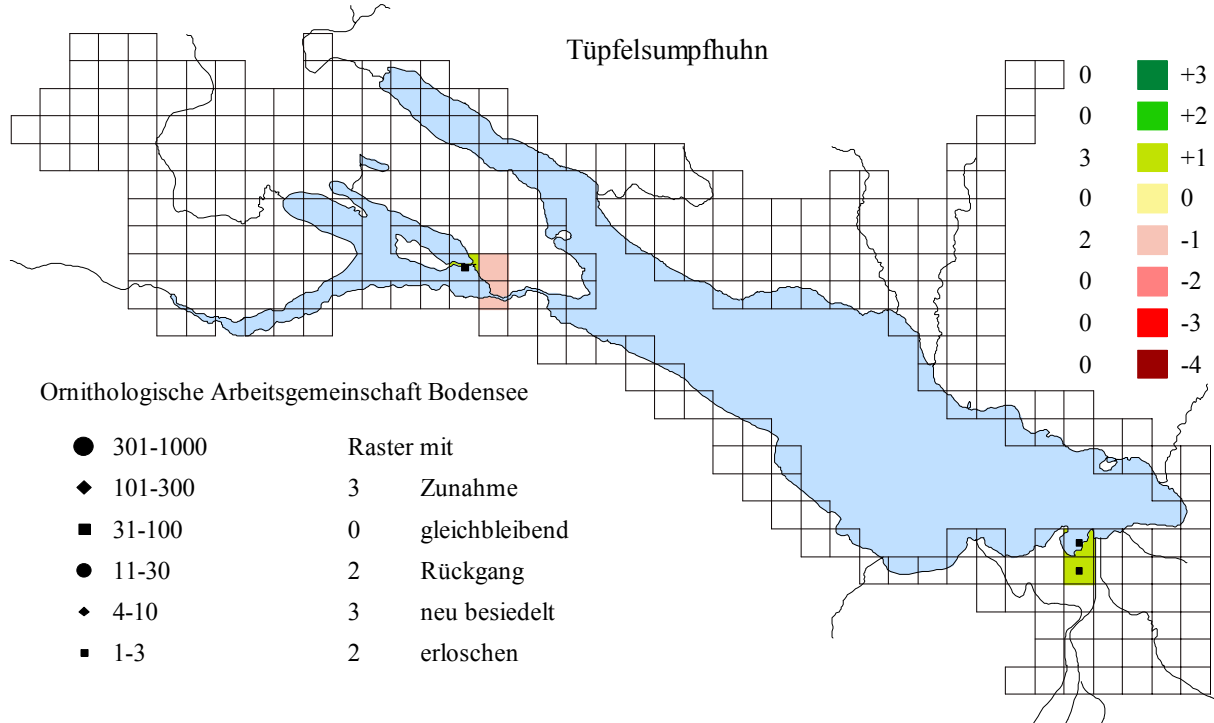 Tüpfelsumpfhuhn
0 +3
0 +2
3 +1
0 0
2 -1
0 -2
0 -3
0 -4
Ornithologische Arbeitsgemeinschaft Bodensee
301-1000 Raster mit
101-300 3 Zunahme
31-100 0 gleichbleibend
11-30 2 Rückgang
4-10 3 neu besiedelt
1-3 2 erloschen